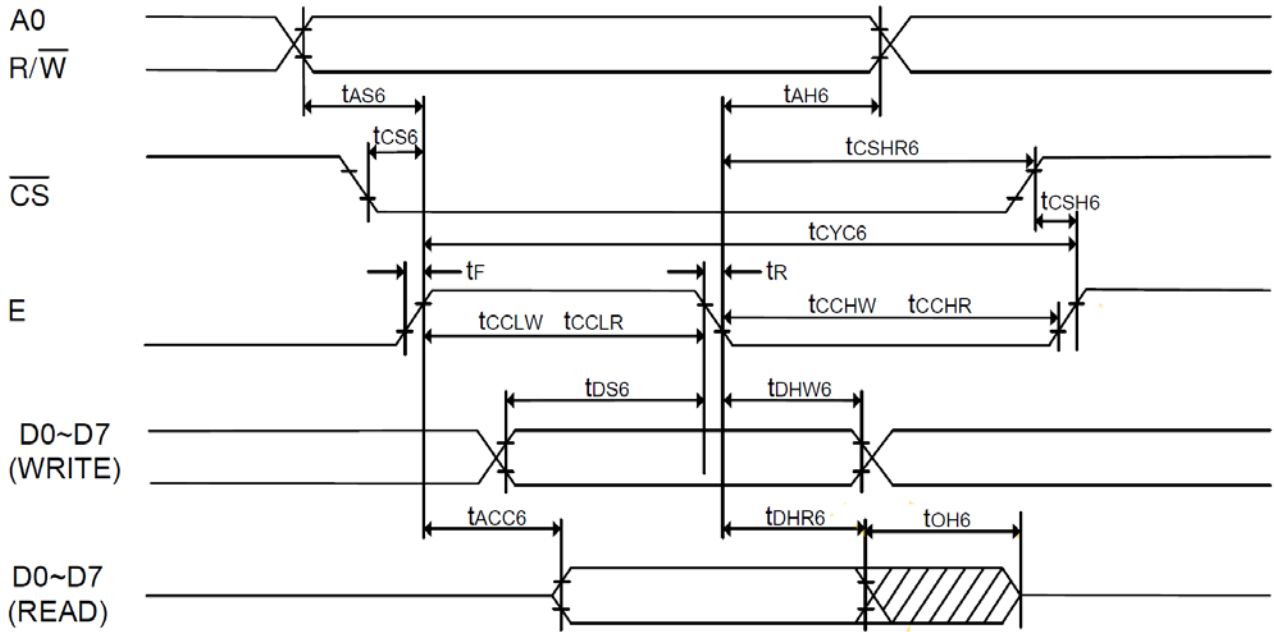 A0
R/W̅
tAS6
tAH6
tCS6
tCSHR6
C̅S̅
tCSH6
tCYC6
tF
tR
E
tCCLW tCCLR
tCCHW tCCHR
tDS6
tDHW6
D0~D7
(WRITE)
tACC6
tDHR6
tOH6
D0~D7
(READ)